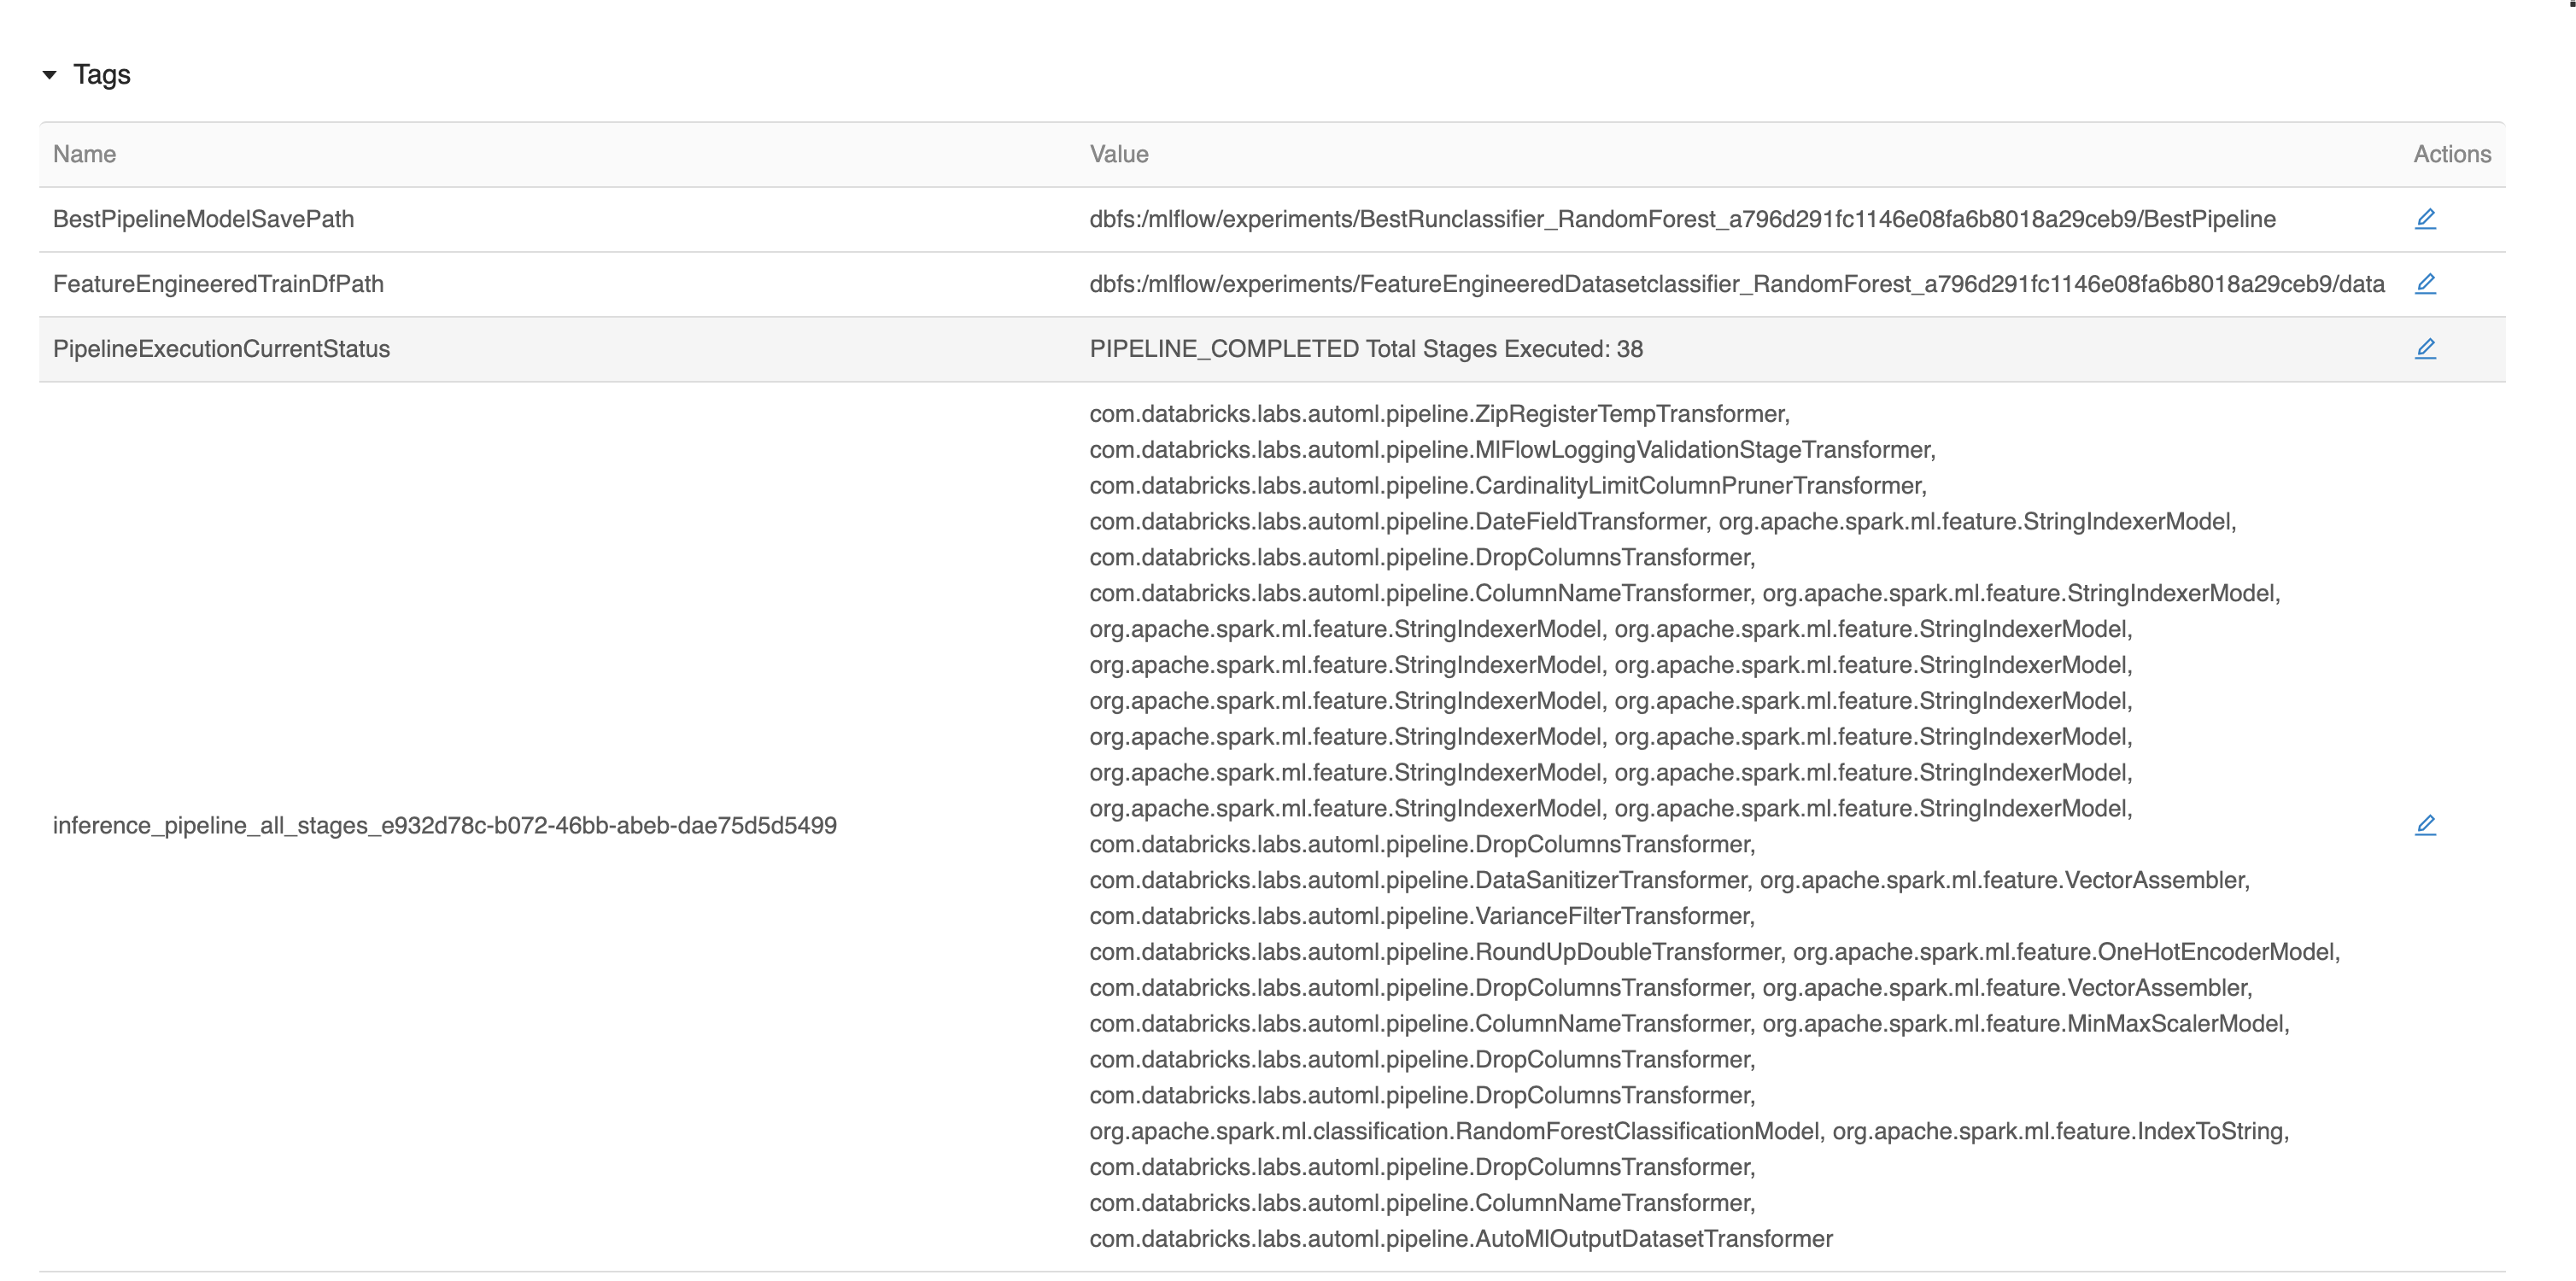 Tags
Name Value Actions
BestPipelineModelSavePath dbfs:/mlflow/experiments/BestRunclassifier_RandomForest_a796d291fc1146e08fa6b8018a29ceb9/BestPipeline
FeatureEngineeredTrainDfPath dbfs:/mlflow/experiments/FeatureEngineeredDatasetclassifier_RandomForest_a796d291fc1146e08fa6b8018a29ceb9/data
PipelineExecutionCurrentStatus PIPELINE_COMPLETED Total Stages Executed: 38
inference_pipeline_all_stages_e932d78c-b072-46bb-abeb-dae75d5d5499
com.databricks.labs.automl.pipeline.ZipRegisterTempTransformer,
com.databricks.labs.automl.pipeline.MlFlowLoggingValidationStageTransformer,
com.databricks.labs.automl.pipeline.CardinalityLimitColumnPrunerTransformer,
com.databricks.labs.automl.pipeline.DateFieldTransformer, org.apache.spark.ml.feature.StringIndexerModel,
com.databricks.labs.automl.pipeline.DropColumnsTransformer,
com.databricks.labs.automl.pipeline.ColumnNameTransformer, org.apache.spark.ml.feature.StringIndexerModel,
org.apache.spark.ml.feature.StringIndexerModel, org.apache.spark.ml.feature.StringIndexerModel,
org.apache.spark.ml.feature.StringIndexerModel, org.apache.spark.ml.feature.StringIndexerModel,
org.apache.spark.ml.feature.StringIndexerModel, org.apache.spark.ml.feature.StringIndexerModel,
org.apache.spark.ml.feature.StringIndexerModel, org.apache.spark.ml.feature.StringIndexerModel,
org.apache.spark.ml.feature.StringIndexerModel, org.apache.spark.ml.feature.StringIndexerModel,
org.apache.spark.ml.feature.StringIndexerModel, org.apache.spark.ml.feature.StringIndexerModel,
com.databricks.labs.automl.pipeline.DropColumnsTransformer,
com.databricks.labs.automl.pipeline.DataSanitizerTransformer, org.apache.spark.ml.feature.VectorAssembler,
com.databricks.labs.automl.pipeline.VarianceFilterTransformer,
com.databricks.labs.automl.pipeline.RoundUpDoubleTransformer, org.apache.spark.ml.feature.OneHotEncoderModel,
com.databricks.labs.automl.pipeline.DropColumnsTransformer, org.apache.spark.ml.feature.VectorAssembler,
com.databricks.labs.automl.pipeline.ColumnNameTransformer, org.apache.spark.ml.feature.MinMaxScalerModel,
com.databricks.labs.automl.pipeline.DropColumnsTransformer,
com.databricks.labs.automl.pipeline.DropColumnsTransformer,
org.apache.spark.ml.classification.RandomForestClassificationModel, org.apache.spark.ml.feature.IndexToString,
com.databricks.labs.automl.pipeline.DropColumnsTransformer,
com.databricks.labs.automl.pipeline.ColumnNameTransformer,
com.databricks.labs.automl.pipeline.AutoMlOutputDatasetTransformer